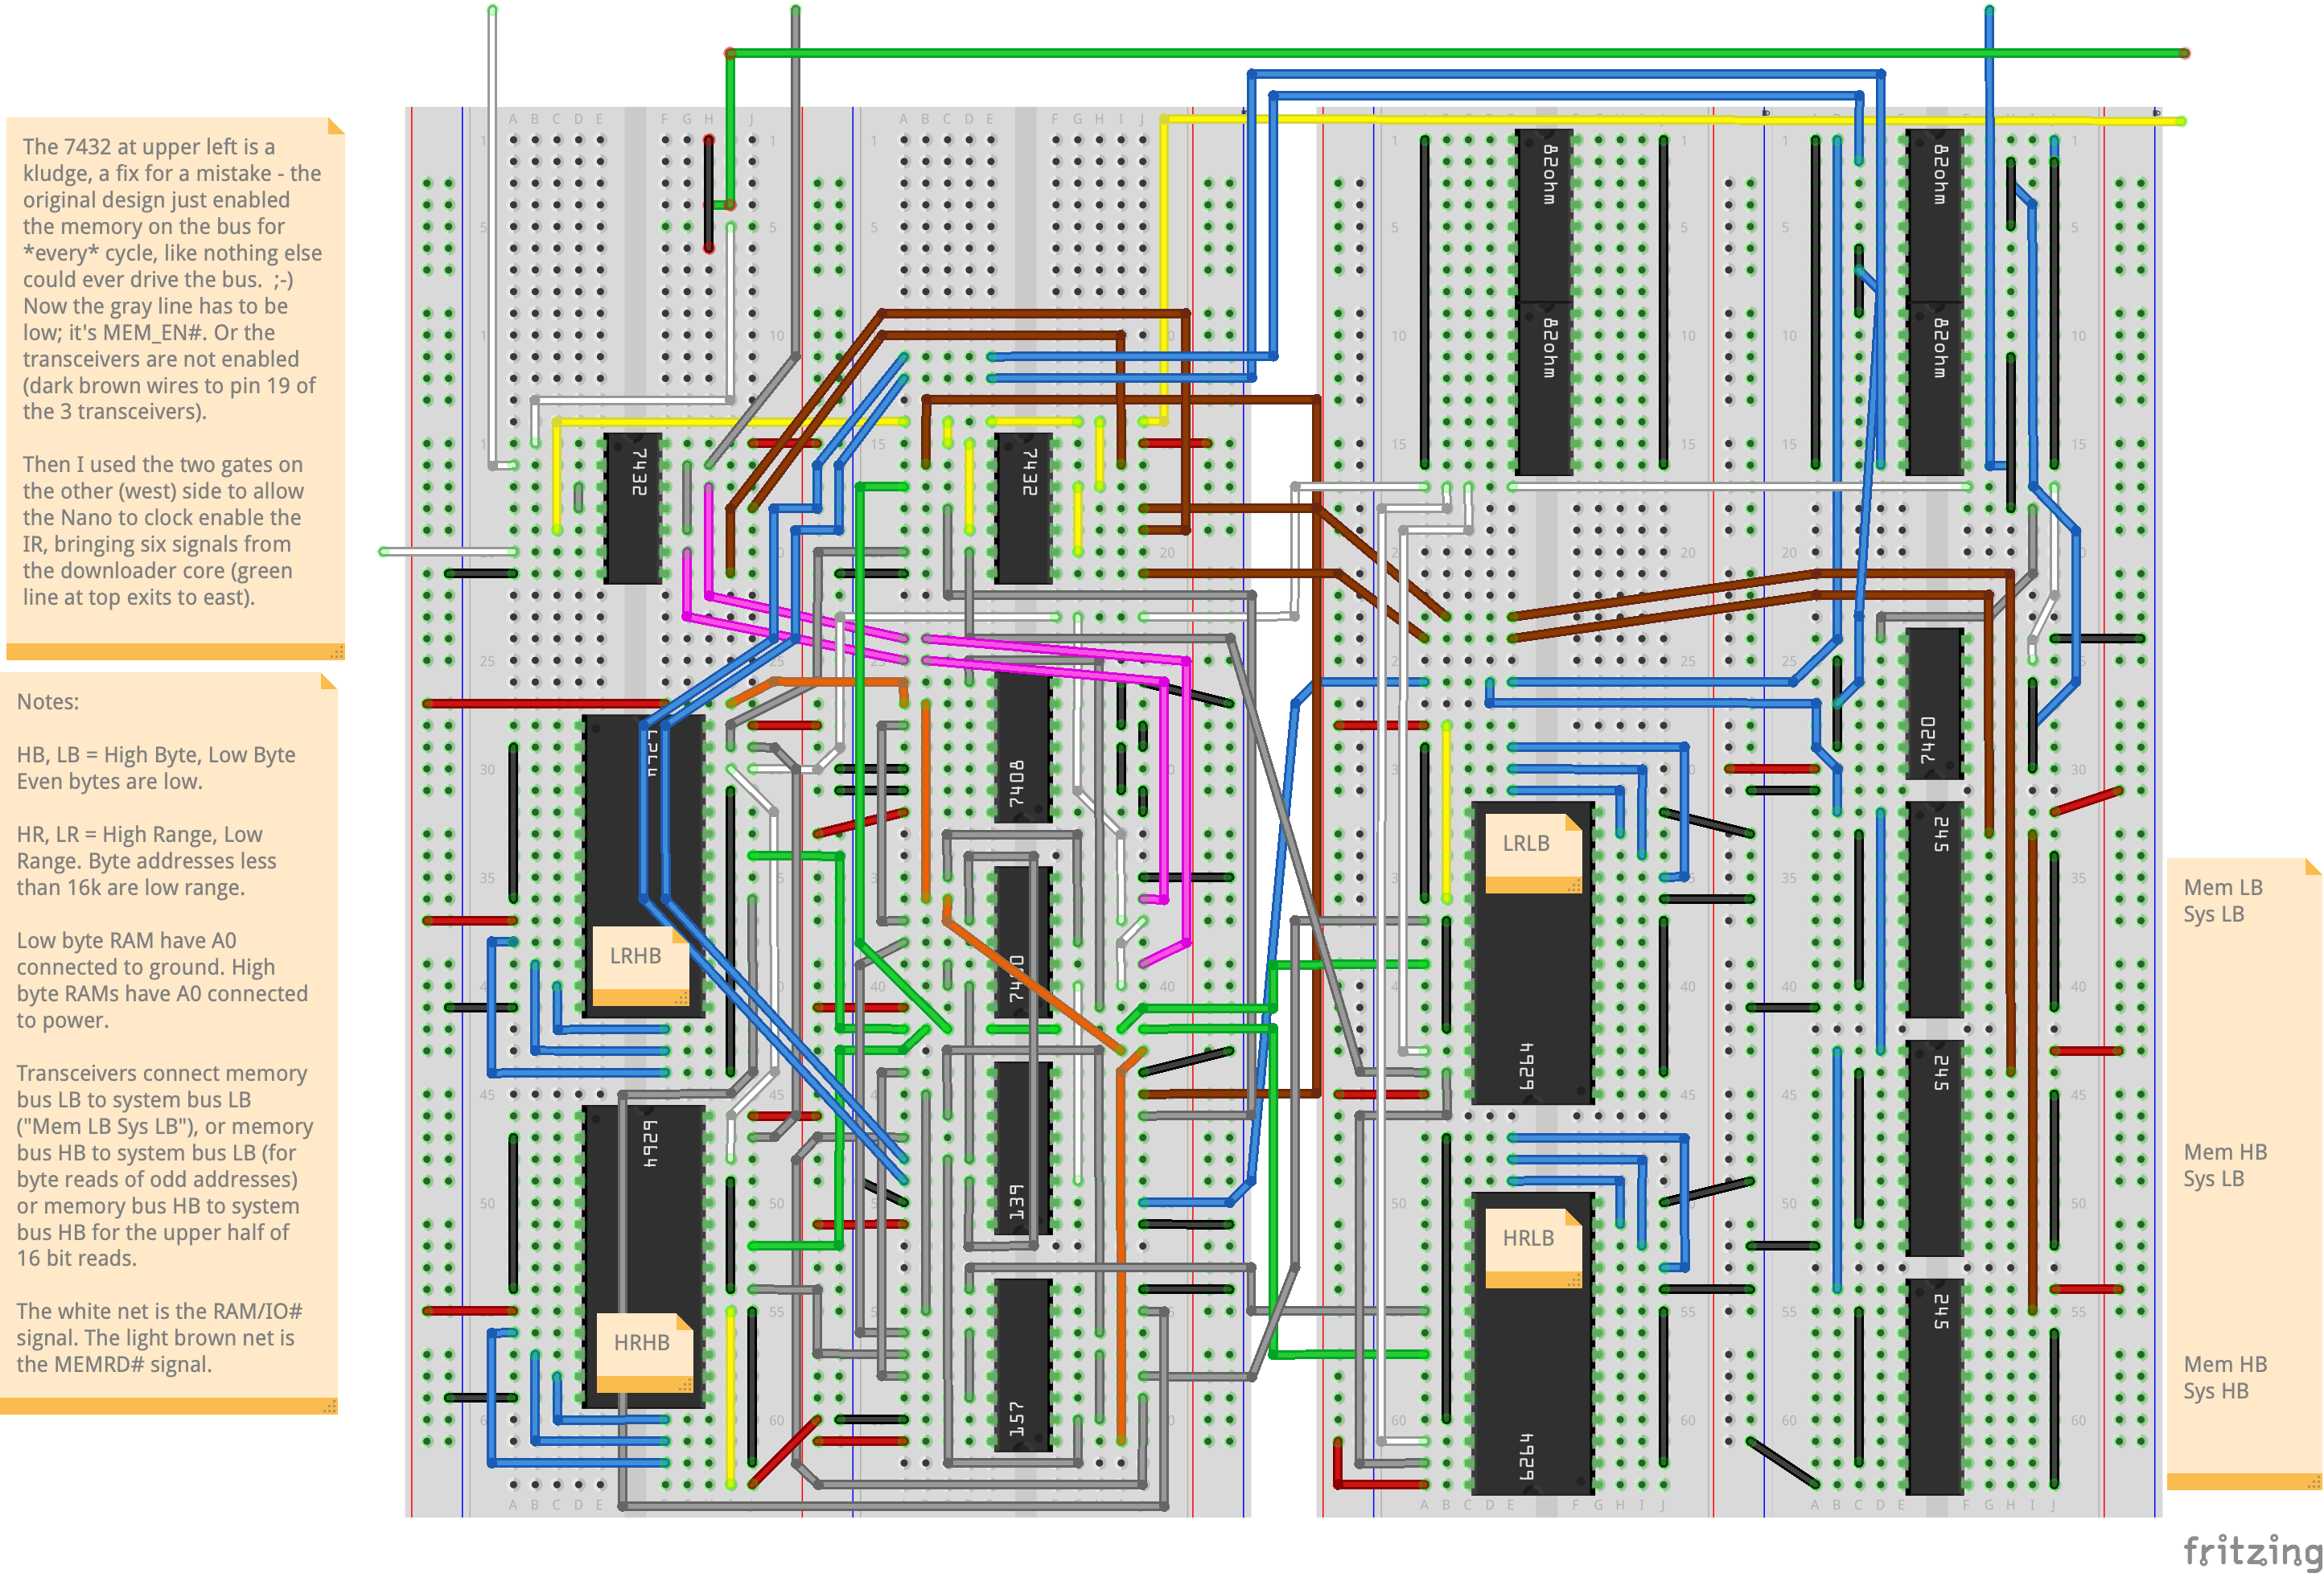 The 7432 at upper left is a
kludge, a fix for a mistake - the
original design just enabled
the memory on the bus for
*every* cycle, like nothing else
could ever drive the bus.  ;-)
Now the gray line has to be
low; it's MEM_EN#. Or the
transceivers are not enabled
(dark brown wires to pin 19 of
the 3 transceivers).
Then I used the two gates on
the other (west) side to allow
the Nano to clock enable the
IR, bringing six signals from
the downloader core (green
line at top exits to east).
Notes:
HB, LB = High Byte, Low Byte
Even bytes are low.
HR, LR = High Range, Low
Range. Byte addresses less
than 16k are low range.
Low byte RAM have A0
connected to ground. High
byte RAMs have A0 connected
to power.
Transceivers connect memory
bus LB to system bus LB
("Mem LB Sys LB"), or memory
bus HB to system bus LB (for
byte reads of odd addresses)
or memory bus HB to system
bus HB for the upper half of
16 bit reads.
The white net is the RAM/IO#
signal. The light brown net is
the MEMRD# signal.
A B C D E
F G H J
A B C D E
F G H I J
7432
7432
7408
139
157
LRHB
6264
HRHB
82ohm
82ohm
82ohm
82ohm
LRLB
6264
HRLB
6264
0247
245
245
245
Mem LB
Sys LB
Mem HB
Sys LB
Mem HB
Sys HB
A B C D E
F G H I J
A B C D E
F G H I J
A B C D E
F G H I J
A B C D E
F G H I J
fritzing